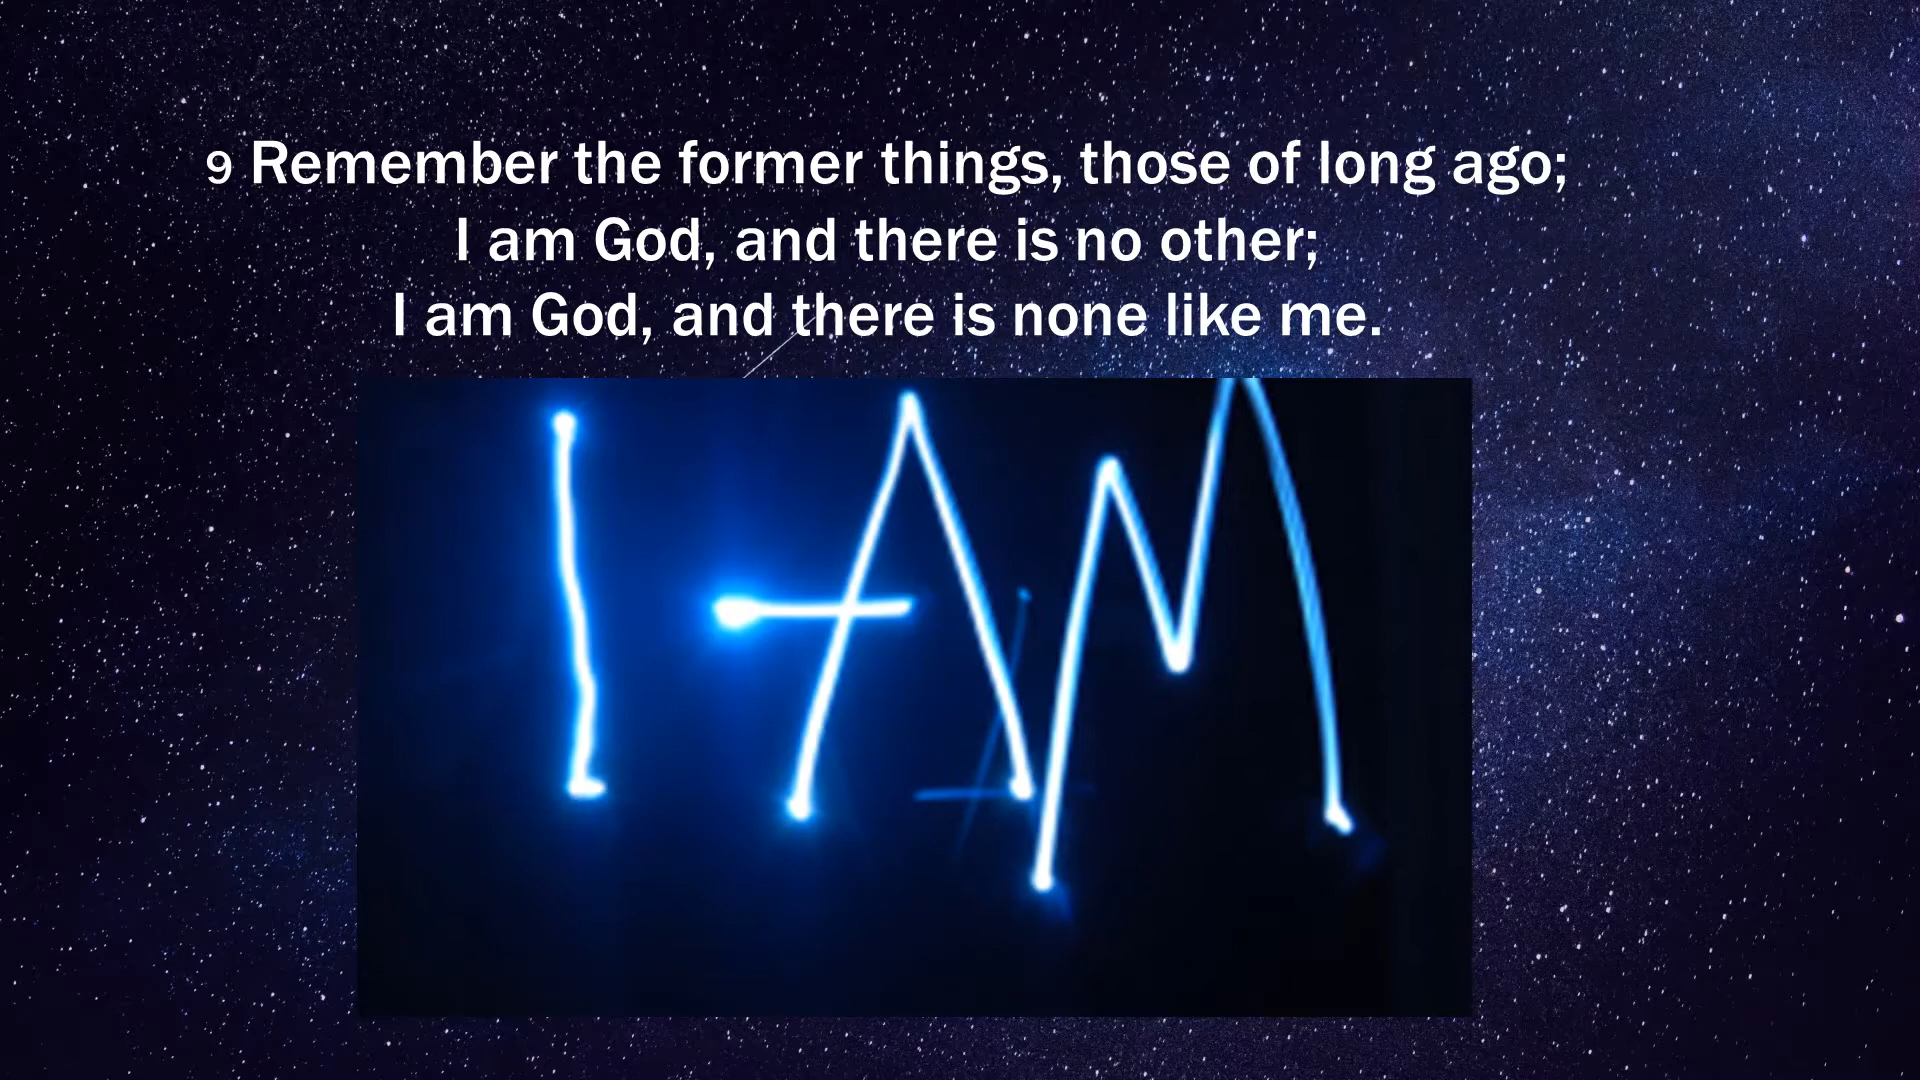 9 Remember the former things, those of long ago;
I am God, and there is no other;
I am God, and there is none like me.
I AM